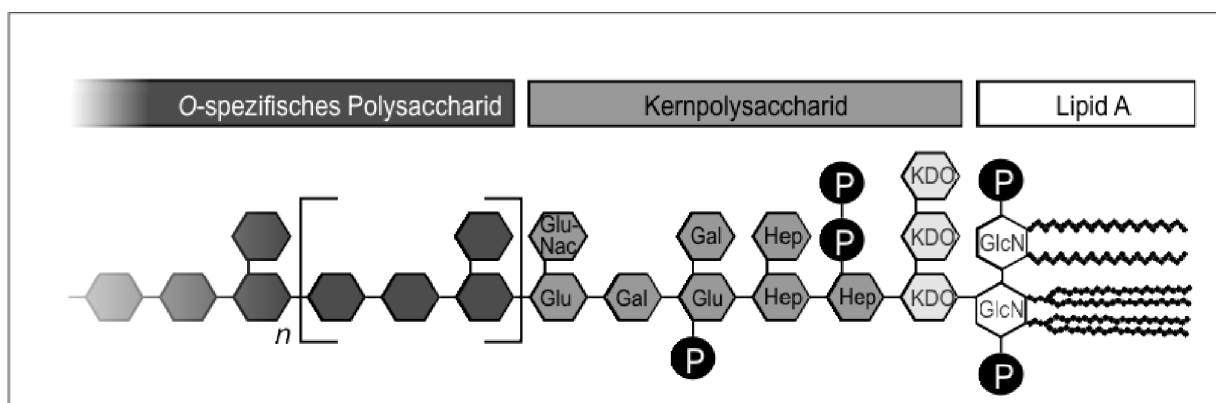 O-spezifisches Polysaccharid Kernpolysaccharid Lipid A
P KDO P
Glu-Nac Gal Hep P KDO GlcN
Glu Gal Glu Hep Hep KDO GlcN
n P P